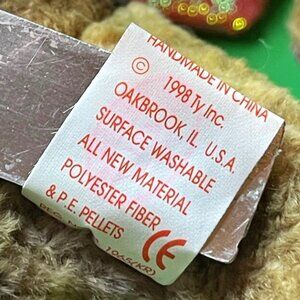 HANDMADE IN CHINA
© 1998 Ty Inc.
OAKBROOK, IL. U.S.A.
SURFACE WASHABLE
ALL NEW MATERIAL
POLYESTER FIBER
& P.E. PELLETS
CE